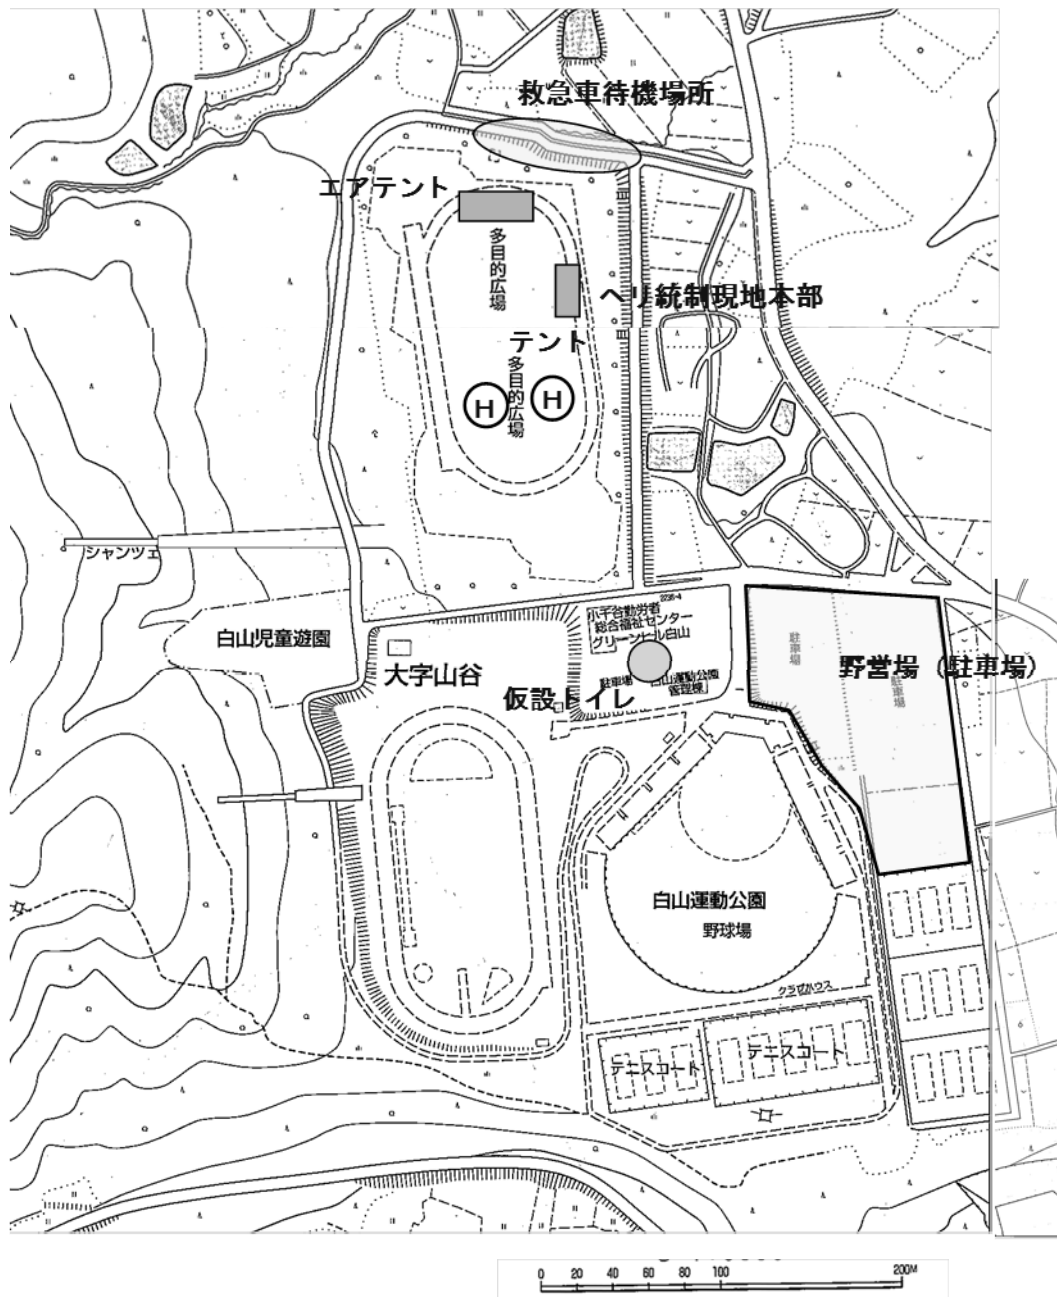 救急車待機場所
エアテント
多目的広場
ヘリ統制現地本部
テント
多目的広場
H
H
シャンツェ
小千谷勤労者
総合福祉センター
グリーンヒル白山
白山児童遊園
駐車場
野営場（駐車場）
大字山谷
駐車場
白山運動公園
管理棟
駐車場
仮設トイレ
白山運動公園
野球場
クラブハウス
テニスコート
テニスコート
0 20 40 60 80 100 200M